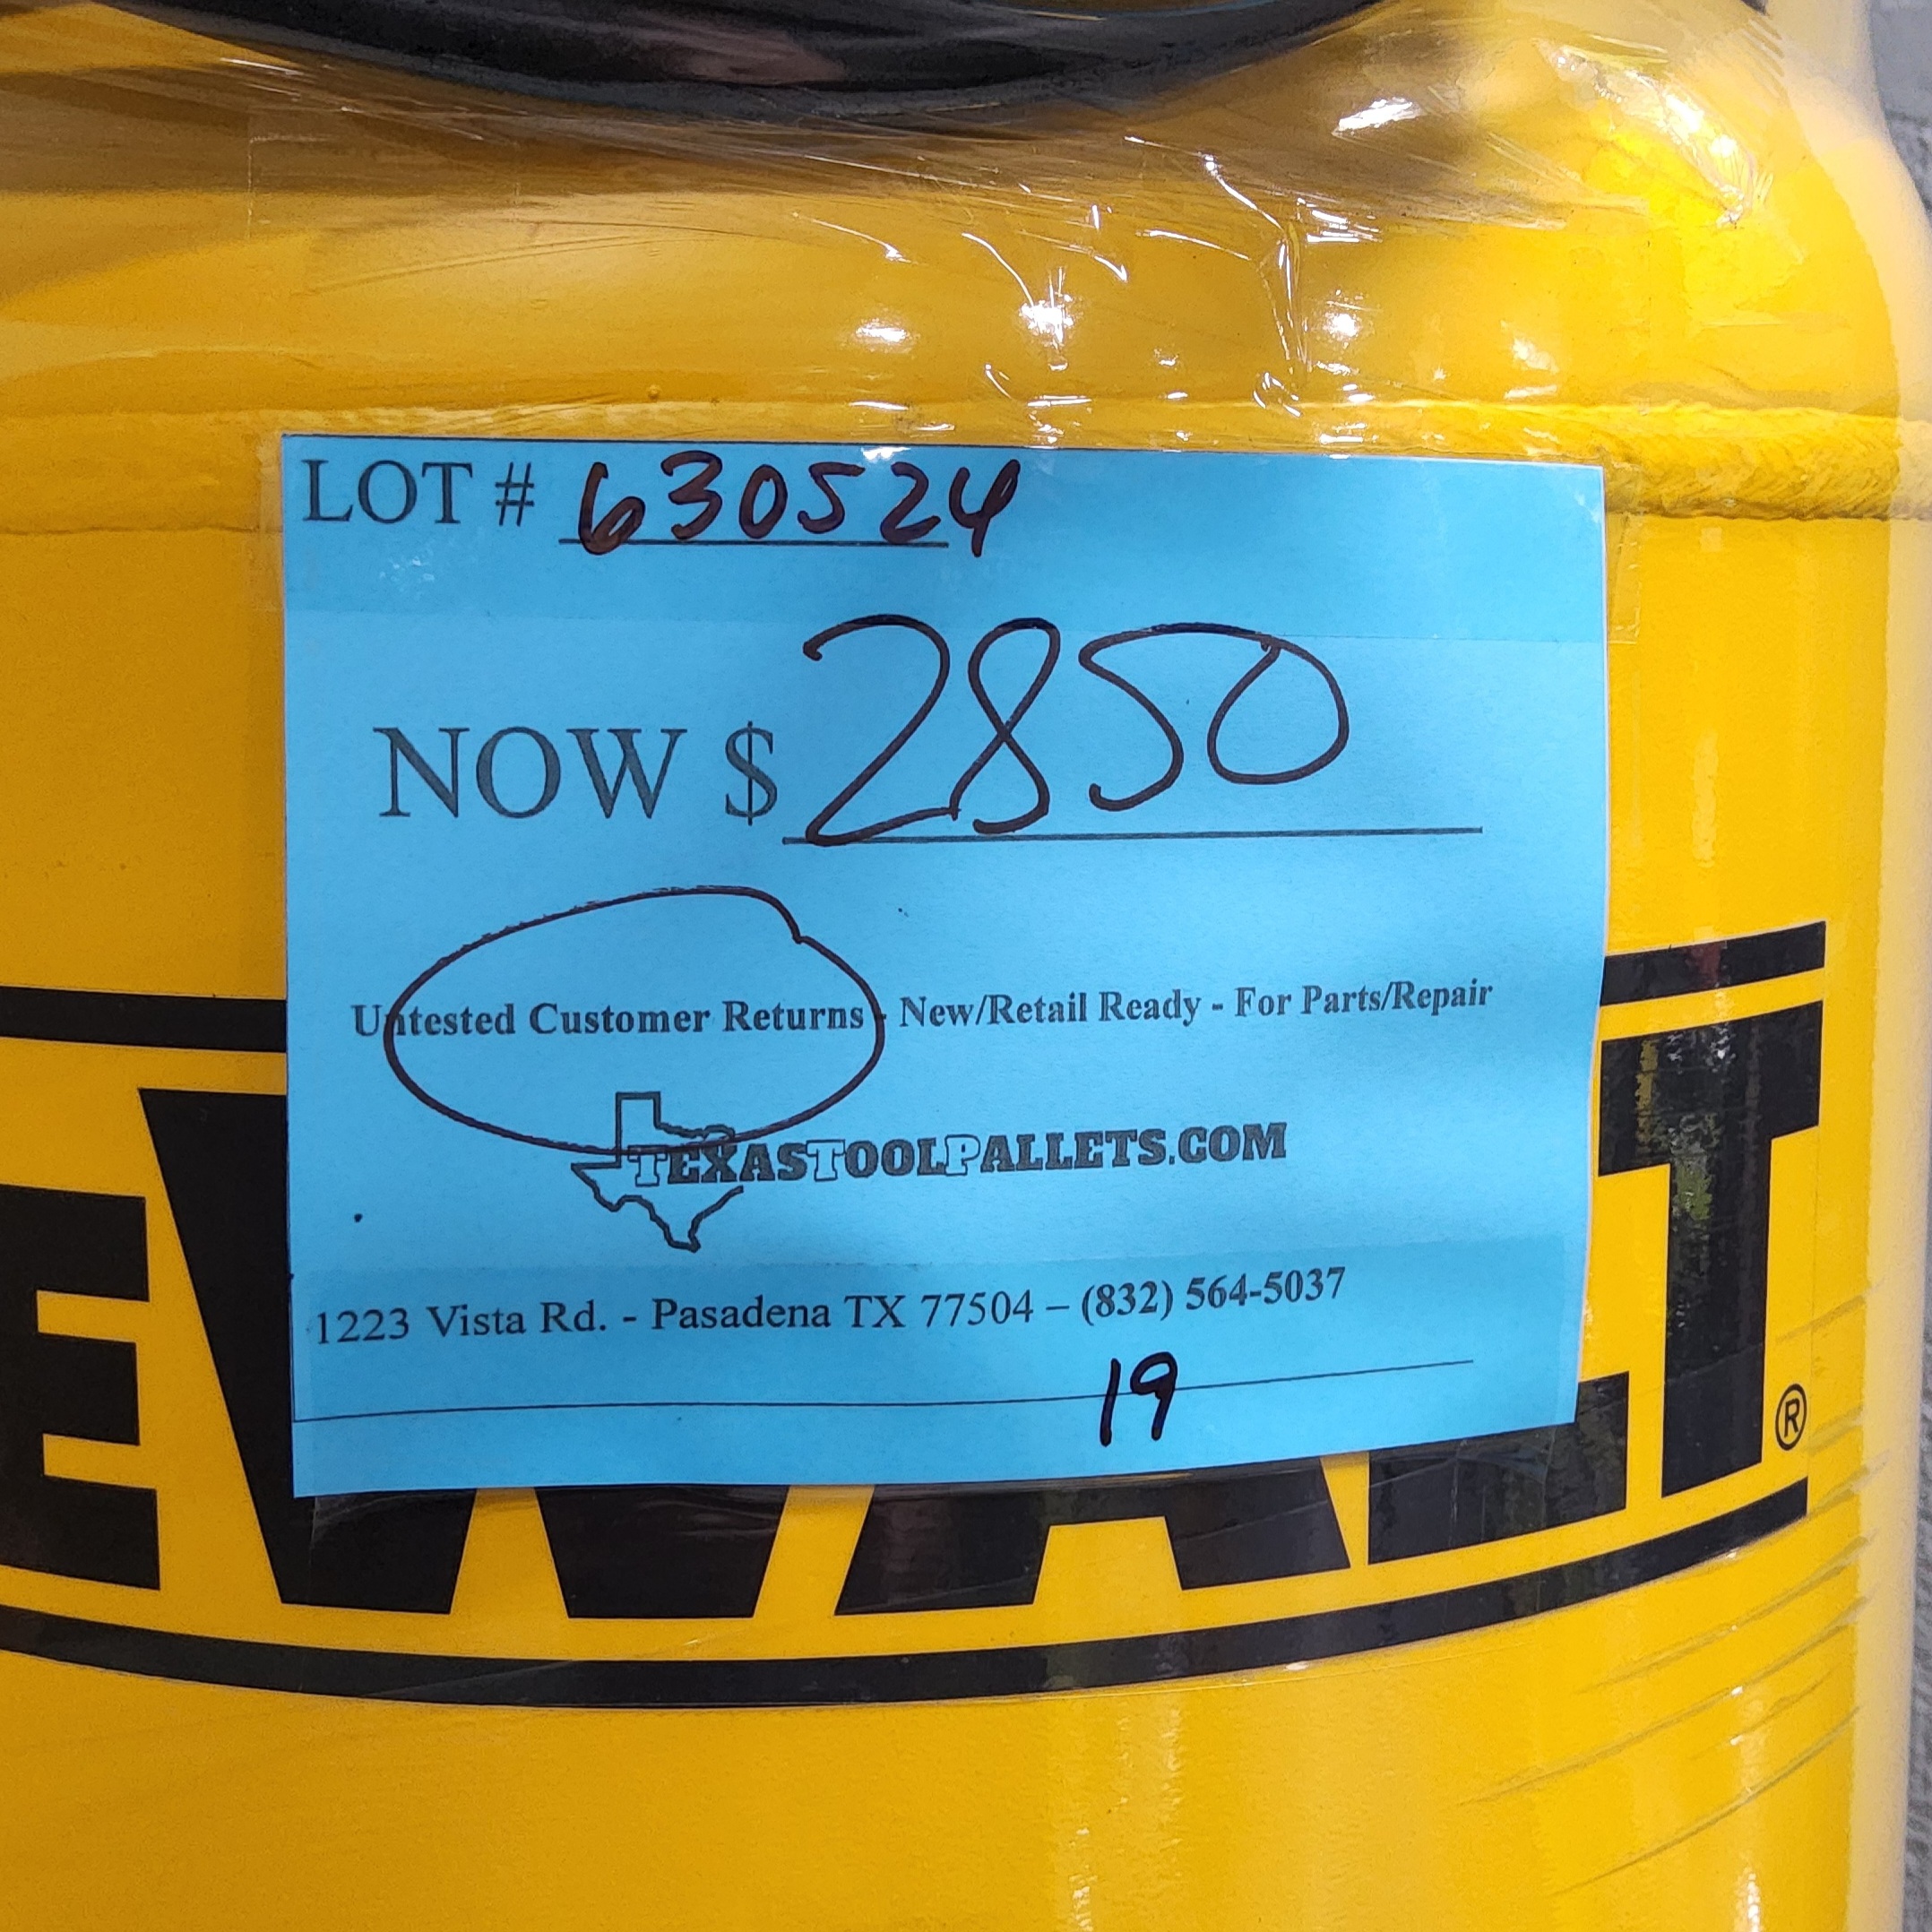 LOT # 630524
NOW $ 2850
Untested Customer Returns - New/Retail Ready - For Parts/Repair
TEXASTOOLPALLETS.COM
1223 Vista Rd. - Pasadena TX 77504 – (832) 564-5037
19
EWALT®